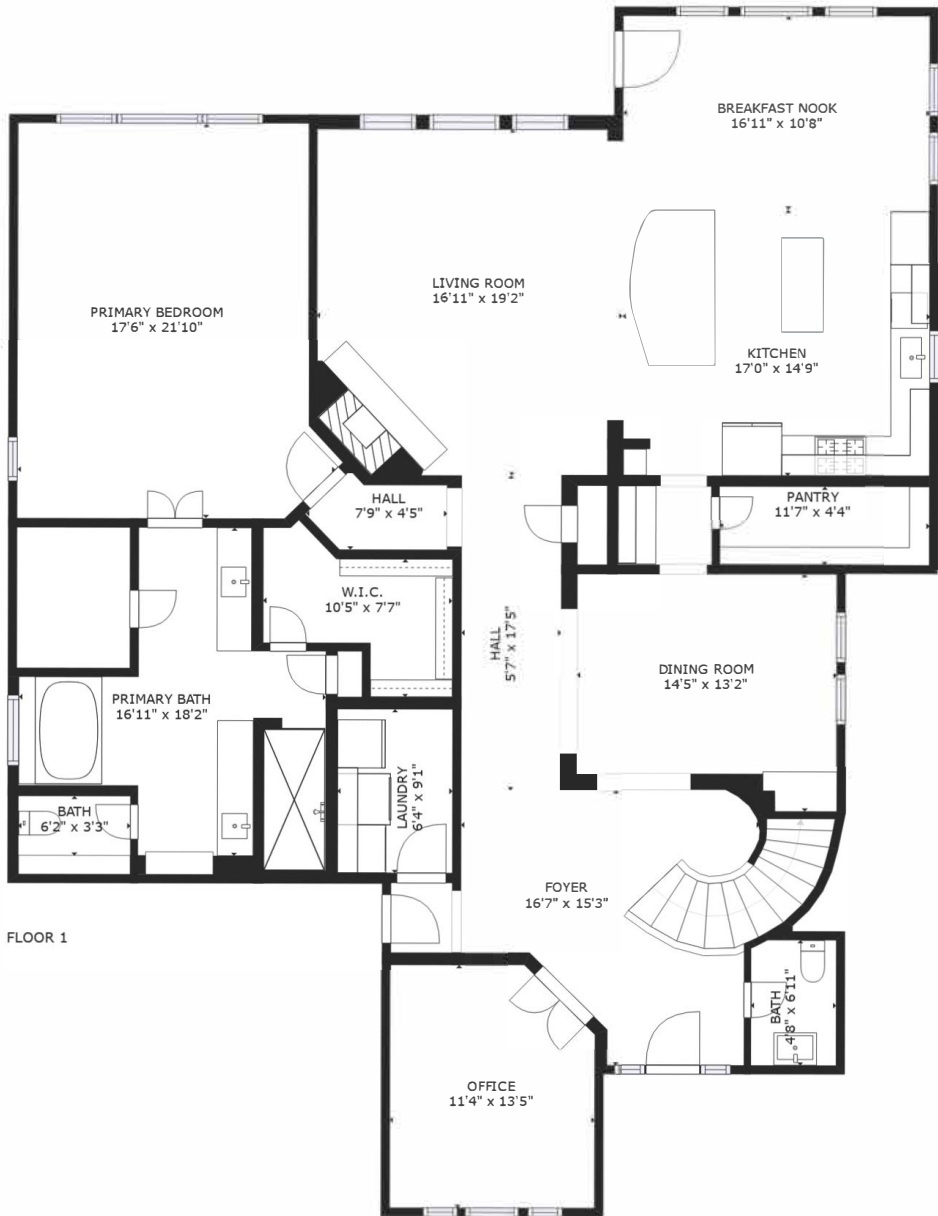 BREAKFAST NOOK
16'11" x 10'8"
LIVING ROOM
16'11" x 19'2"
PRIMARY BEDROOM
17'6" x 21'10"
KITCHEN
17'0" x 14'9"
HALL
7'9" x 4'5"
PANTRY
11'7" x 4'4"
W.I.C.
10'5" x 7'7"
HALL
5'7" x 17'5"
DINING ROOM
14'5" x 13'2"
PRIMARY BATH
16'11" x 18'2"
LAUNDRY
6'4" x 9'1"
BATH
6'2" x 3'3"
FOYER
16'7" x 15'3"
FLOOR 1
BATH
4'8" x 6'11"
OFFICE
11'4" x 13'5"